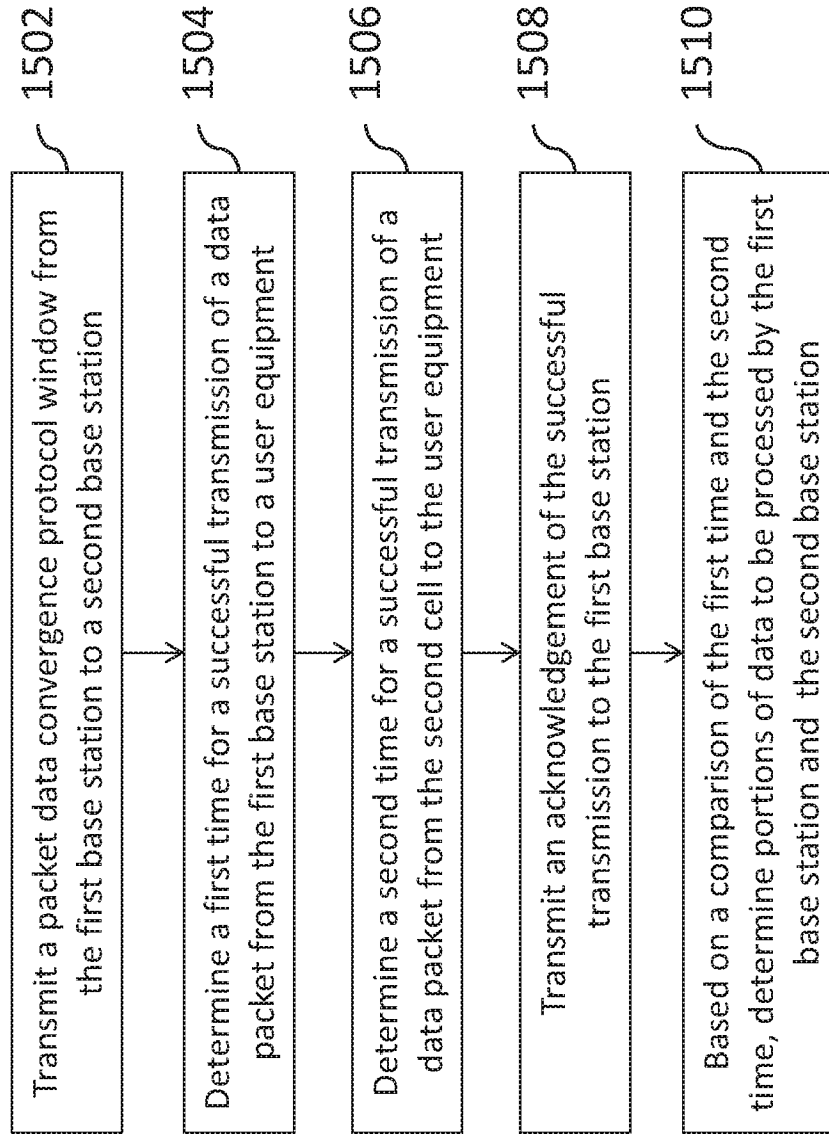 Transmit a packet data convergence protocol window from
the first base station to a second base station
1502
Determine a first time for a successful transmission of a data
packet from the first base station to a user equipment
1504
Determine a second time for a successful transmission of a
data packet from the second cell to the user equipment
1506
Transmit an acknowledgement of the successful
transmission to the first base station
1508
Based on a comparison of the first time and the second
time, determine portions of data to be processed by the first
base station and the second base station
1510